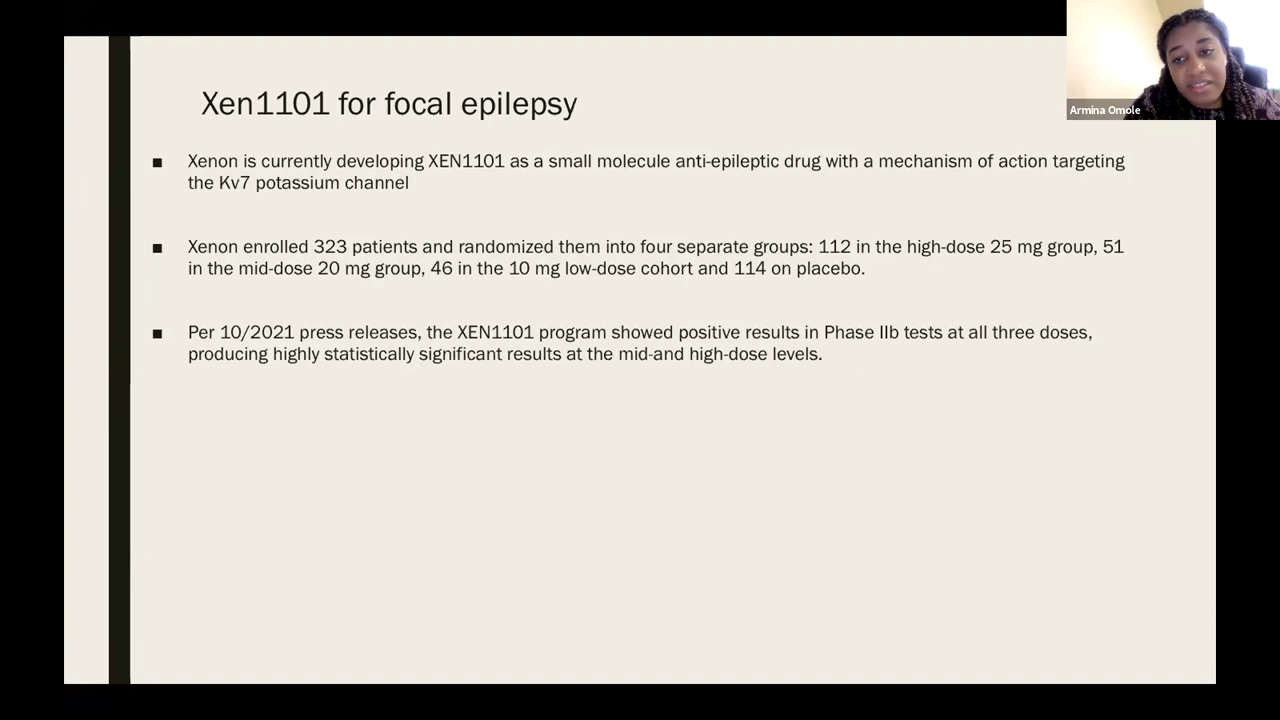 Xen1101 for focal epilepsy
Armina Omole
■ Xenon is currently developing XEN1101 as a small molecule anti-epileptic drug with a mechanism of action targeting
the Kv7 potassium channel
■ Xenon enrolled 323 patients and randomized them into four separate groups: 112 in the high-dose 25 mg group, 51
in the mid-dose 20 mg group, 46 in the 10 mg low-dose cohort and 114 on placebo.
■ Per 10/2021 press releases, the XEN1101 program showed positive results in Phase IIb tests at all three doses,
producing highly statistically significant results at the mid-and high-dose levels.